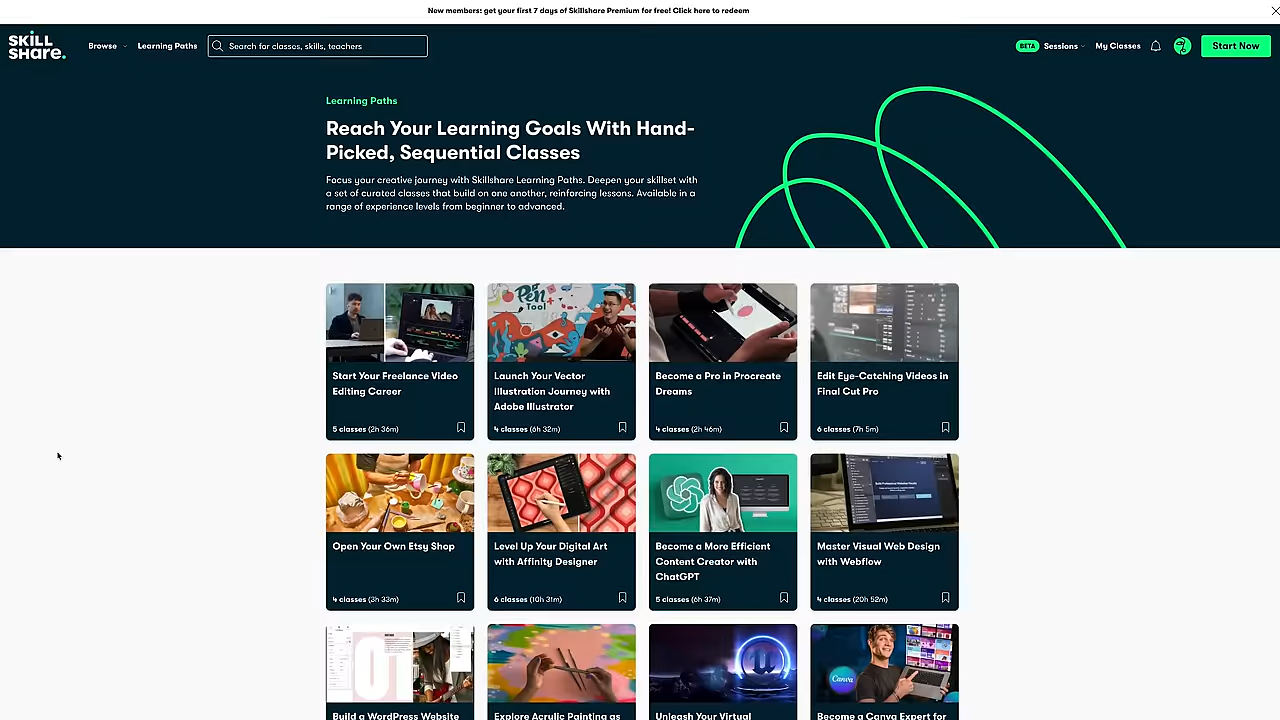 New members: get your first 7 days of Skillshare Premium for free! Click here to redeem
SKILL
SHARE.
Browse
Learning Paths
Search for classes, skills, teachers
BETA
Sessions
My Classes
Start Now
Learning Paths
Reach Your Learning Goals With Hand-
Picked, Sequential Classes
Focus your creative journey with Skillshare Learning Paths. Deepen your skillset with
a set of curated classes that build on one another, reinforcing lessons. Available in a
range of experience levels from beginner to advanced.
Pen
Tool
Start Your Freelance Video
Editing Career
5 classes (2h 36m)
Launch Your Vector
Illustration Journey with
Adobe Illustrator
4 classes (6h 32m)
Become a Pro in Procreate
Dreams
4 classes (2h 46m)
Edit Eye-Catching Videos in
Final Cut Pro
6 classes (7h 5m)
Open Your Own Etsy Shop
4 classes (3h 33m)
Level Up Your Digital Art
with Affinity Designer
6 classes (10h 31m)
Become a More Efficient
Content Creator with
ChatGPT
5 classes (6h 37m)
Master Visual Web Design
with Webflow
4 classes (20h 52m)
Canva
Build a WordPress Website
Explore Acrylic Painting as
Unleash Your Virtual
Become a Canva Expert for